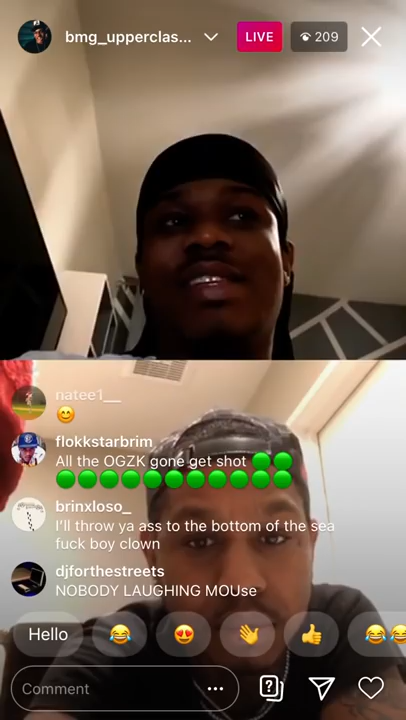 bmg_upperclas...
LIVE
209
natee1__
😊
flokkstarbrim
All the OGZK gone get shot 🟢🟢
🟢🟢🟢🟢🟢🟢🟢🟢🟢🟢🟢
brinxloso_
I'll throw ya ass to the bottom of the sea
fuck boy clown
djforthestreets
NOBODY LAUGHING MOUse
Hello 😂 😍 👋 👍 😂😂
Comment